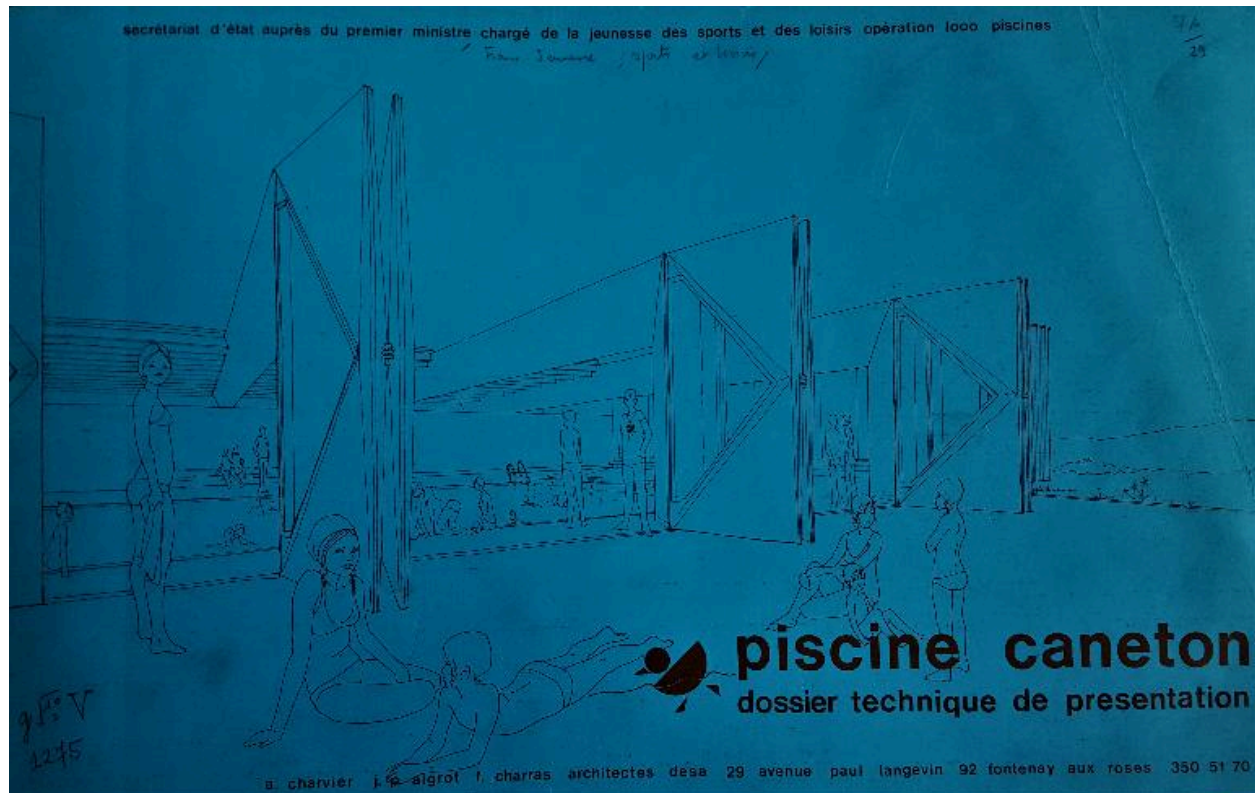 secrétariat d'état auprès du premier ministre chargé de la jeunesse des sports et des loisirs opération 1000 piscines
29
piscine caneton
dossier technique de presentation
V
1275
a. charvier j. p. aigrot f. charras architectes desa 29 avenue paul langevin 92 fontenay aux roses 350 51 70